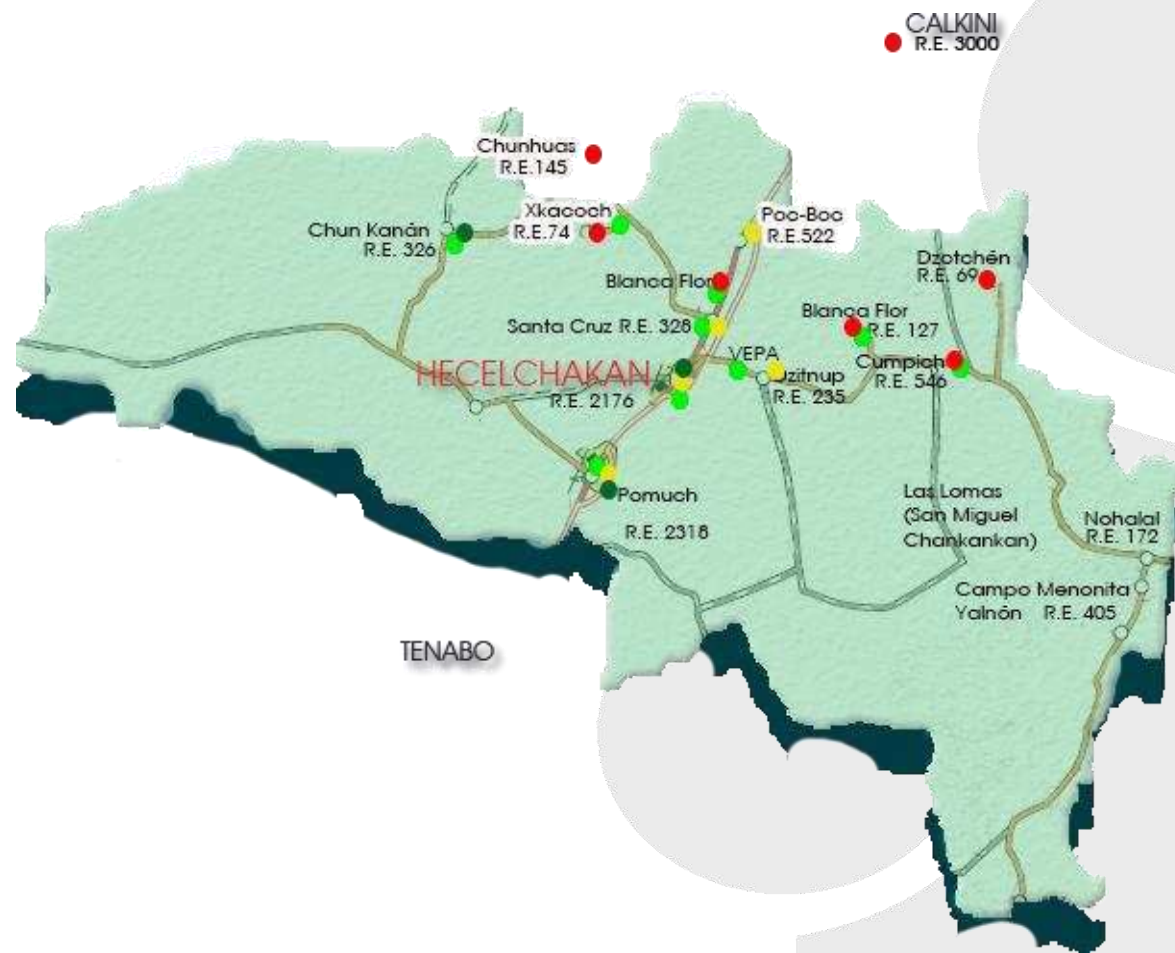 CALKINI
R.E. 3000
Chunhuas
R.E.145
Xkacoch
R.E.74
Poc-Boc
R.E.522
Chun Kanán
R.E. 326
Dzotchén
R.E. 69
Blanca Flor
Blanca Flor
R.E. 127
Santa Cruz R.E. 328
VEPA
Cumpich
R.E. 546
HECELCHAKAN
R.E. 2176
Dzitnup
R.E. 235
Pomuch
R.E. 2318
Las Lomas
(San Miguel
Chankankan)
Nohalal
R.E. 172
Campo Menonita
Yalnón R.E. 405
TENABO